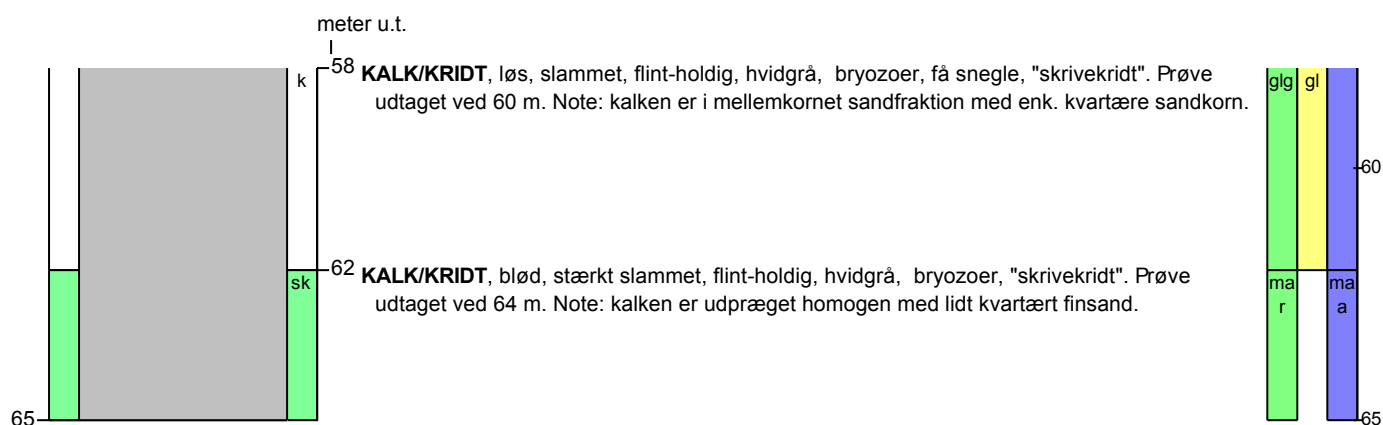 meter u.t.
k
58 KALK/KRIDT, løs, slammet, flint-holdig, hvidgrå, bryozoer, få snegle, "skrivekridt". Prøve
udtaget ved 60 m. Note: kalken er i mellemkornet sandfraktion med enk. kvartære sandkorn.
glg gl
60
sk
62 KALK/KRIDT, blød, stærkt slammet, flint-holdig, hvidgrå, bryozoer, "skrivekridt". Prøve
udtaget ved 64 m. Note: kalken er udpræget homogen med lidt kvartært finsand.
ma
r
ma
a
65
65